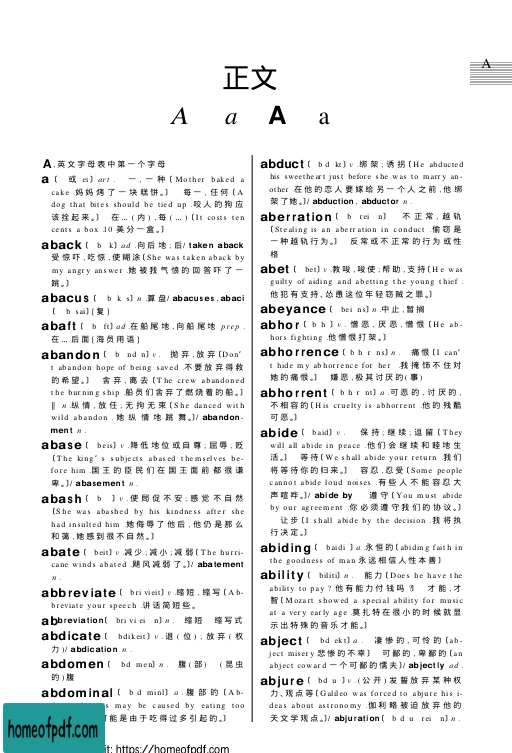 正文
A a A a
A
A.英文字母表中第一个字母
a〔 或 ei〕art. 一,一种〔Mother baked a
cake.妈妈烤了一块糕饼。〕 每一,任何〔A
dog that bites should be tied up.咬人的狗应
该拴起来。〕 在…(内),每(…)〔It costs ten
cents a box.10美分一盒。〕
aback〔 b k〕ad.向后地;后/taken aback
受惊吓,吃惊,使糊涂〔She was taken aback by
my angry answer.她被我气愤的回答吓了一
跳。〕
abacus〔 b k s〕n.算盘/abacuses,abaci
〔 b sai〕(复)
abaft〔 b ft〕ad.在船尾地,向船尾地 prep.
在…后面{海员用语}
abandon〔 b nd n〕v. 抛弃,放弃〔Don’
t abandon hope of being saved.不要放弃得救
的希望。〕 舍弃,离去〔The crew abandoned
the burning ship.船员们舍弃了燃烧着的船。〕
‖n.纵情,放任;无拘无束〔She danced with
wild abandon.她纵情地跳舞。〕/abandon-
ment n.
abase〔 beis〕v.降低地位或自尊;屈辱;贬
〔The king’s subjects abased themselves be-
fore him.国王的臣民们在国王面前都很谦
卑。〕/abasement n.
abash〔 b 〕v.使局促不安;感觉不自然
〔She was abashed by his kindness after she
had insulted him.她侮辱了他后,他仍是那么
和蔼,她感到很不自然。〕
abate〔 beit〕v.减少;减小;减弱〔The hurri-
cane winds abated.飓风减弱了。〕/abatement
n.
abbreviate〔 bri vieit〕v.缩短,缩写〔Ab-
breviate your speech.讲话简短些。
abbreviation〔 bri vi ei n〕n. 缩短 缩写式
abdicate〔 bdikeit〕v.退(位);放弃(权
力)/abdication n.
abdomen〔 bd men〕n. 腹(部) (昆虫
的)腹
abdominal〔 bd minl〕a.腹部的〔Ab-
s may be caused by eating too
可能是由于吃得过多引起的。〕
abduct〔 b d kt〕v.绑架;诱拐〔He abducted
his sweetheart just before she was to marry an-
other.在他的恋人要嫁给另一个人之前,他绑
架了她。〕/abduction,abductor n.
aberration〔 b rei n〕 不正常,越轨
〔Stealing is an aberration in conduct.偷窃是
一种越轨行为。〕 反常或不正常的行为或性
格
abet〔 bet〕v.教唆,唆使;帮助,支持〔He was
guilty of aiding and abetting the young thief.
他犯有支持、怂恿这年轻窃贼之罪。〕
abeyance〔 bei ns〕n.中止,暂搁
abhor〔 b h 〕v.憎恶,厌恶,憎恨〔He ab-
hors fighting.他憎恨打架。〕
abhorrence〔 b h r ns〕n. 痛恨〔I can’
t hide my abhorrence for her.我掩饰不住对
她的痛恨。〕 嫌恶,极其讨厌的(事)
abhorrent〔 b h r nt〕a.可恶的,讨厌的,
不相容的〔His cruelty is abhorrent.他的残酷
可恶。〕
abide〔 baid〕v. 保持;继续;逗留〔They
will all abide in peace.他们会继续和睦地生
活。〕 等待〔We shall abide your return.我们
将等待你的归来。〕 容忍,忍受〔Some people
cannot abide loud noises.有些人不能容忍大
声喧哗。〕/abide by 遵守〔You must abide
by our agreement.你必须遵守我们的协议。〕
让步〔I shall abide by the decision.我将执
行决定。〕
abiding〔 baidi 〕a.永恒的〔abiding faith in
the goodness of man永远相信人性本善〕
ability〔 biliti〕n. 能力〔Does he have the
ability to pay?他有能力付钱吗?〕 才能,才
智〔Mozart showed a special ability for music
at a very early age.莫扎特在很小的时候就显
示出特殊的音乐才能。〕
abject〔 b d ekt〕a. 凄惨的,可怜的〔ab-
ject misery悲惨的不幸〕 可鄙的,卑鄙的〔an
abject coward一个可鄙的懦夫〕/abjectly ad.
abjure〔 b d u 〕v.(公开)发誓放弃某种权
力、观点等〔Galileo was forced to abjure his i-
deas about astronomy.伽利略被迫放弃他的
天文学观点。〕/abjuration〔 b d u rei n〕n.
homeofpdf.com
it: https://homeofpdf.com